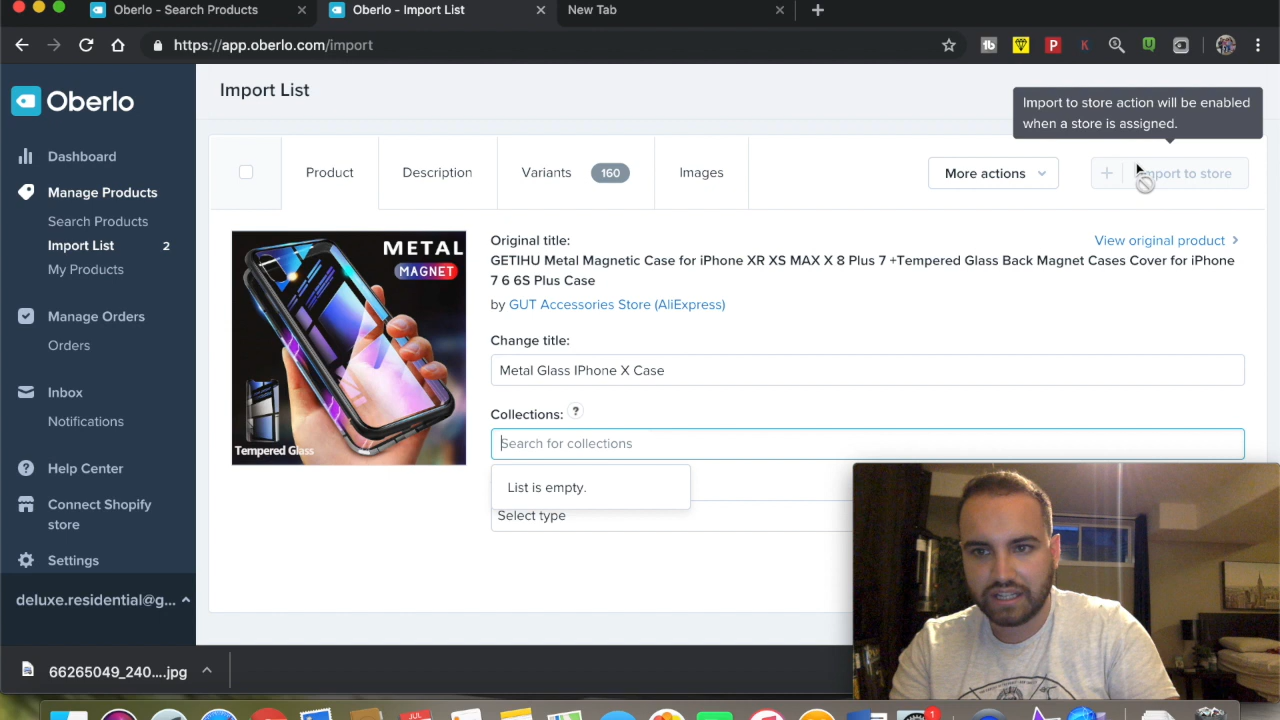 Oberlo - Search Products
Oberlo - Import List
New Tab
https://app.oberlo.com/import
Oberlo
Import List
Import to store action will be enabled
when a store is assigned.
Dashboard
Manage Products
Search Products
Import List 2
My Products
Manage Orders
Orders
Inbox
Notifications
Help Center
Connect Shopify
store
Settings
deluxe.residential@g...
Product
Description
Variants 160
Images
More actions
Import to store
METAL
MAGNET
Tempered Glass
Original title:
View original product
GETIHU Metal Magnetic Case for iPhone XR XS MAX X 8 Plus 7 +Tempered Glass Back Magnet Cases Cover for iPhone
7 6 6S Plus Case
by GUT Accessories Store (AliExpress)
Change title:
Metal Glass IPhone X Case
Collections: ?
Search for collections
List is empty.
Select type
66265049_240....jpg
JUL
1